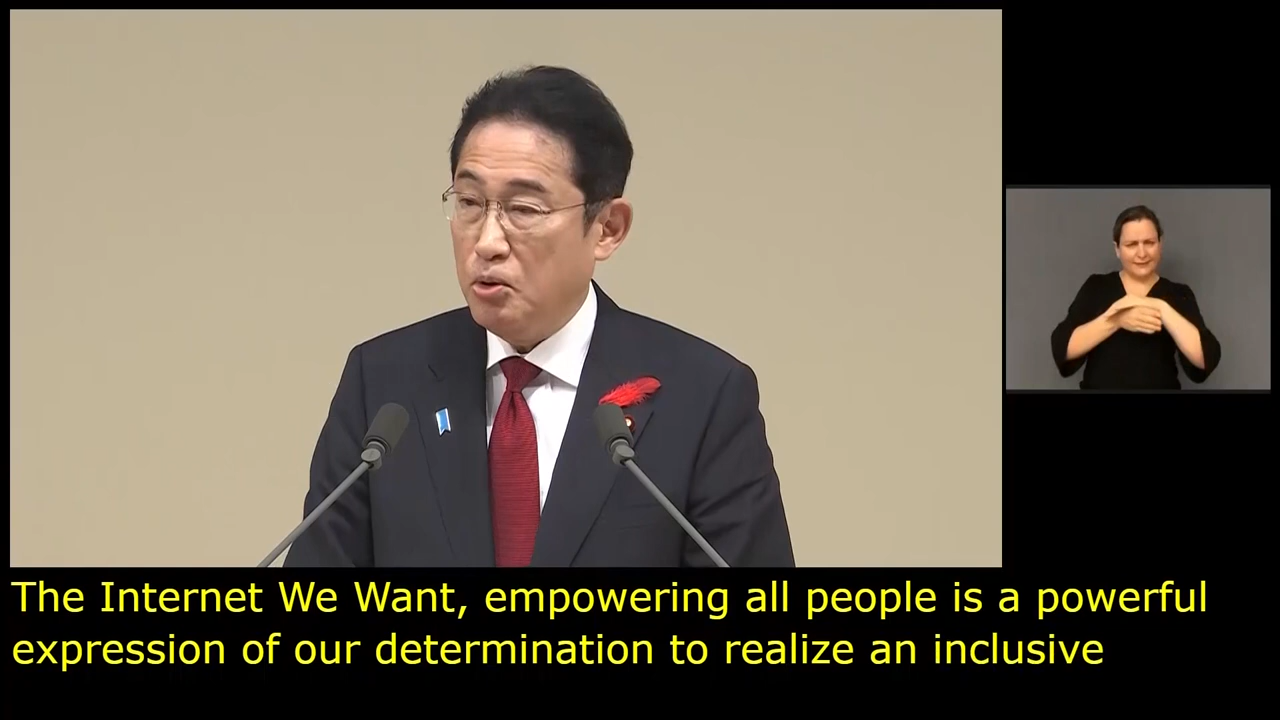 The Internet We Want, empowering all people is a powerful
expression of our determination to realize an inclusive